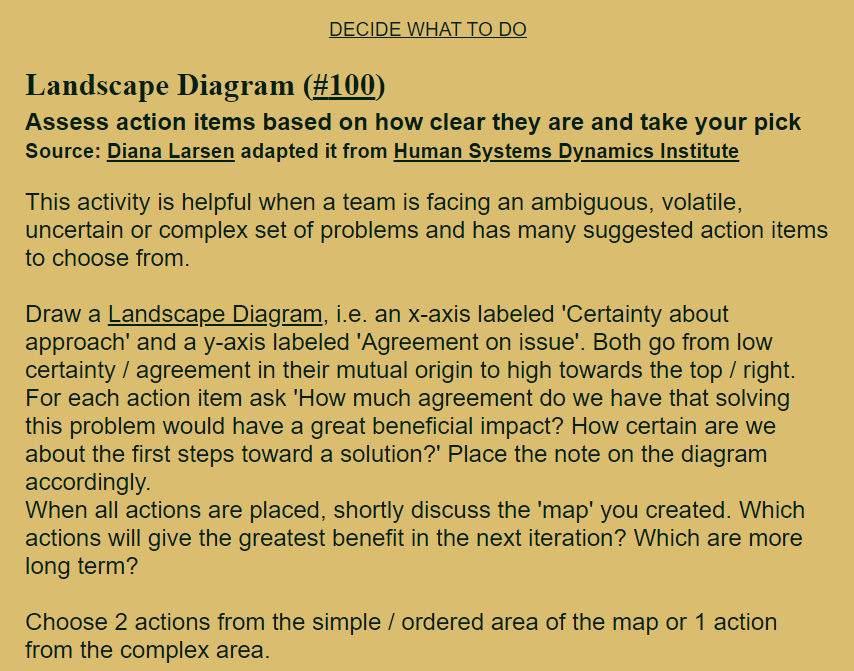 DECIDE WHAT TO DO
Landscape Diagram (#100)
Assess action items based on how clear they are and take your pick
Source: Diana Larsen adapted it from Human Systems Dynamics Institute
This activity is helpful when a team is facing an ambiguous, volatile,
uncertain or complex set of problems and has many suggested action items
to choose from.
Draw a Landscape Diagram, i.e. an x-axis labeled 'Certainty about
approach' and a y-axis labeled 'Agreement on issue'. Both go from low
certainty / agreement in their mutual origin to high towards the top / right.
For each action item ask 'How much agreement do we have that solving
this problem would have a great beneficial impact? How certain are we
about the first steps toward a solution?' Place the note on the diagram
accordingly.
When all actions are placed, shortly discuss the 'map' you created. Which
actions will give the greatest benefit in the next iteration? Which are more
long term?
Choose 2 actions from the simple / ordered area of the map or 1 action
from the complex area.